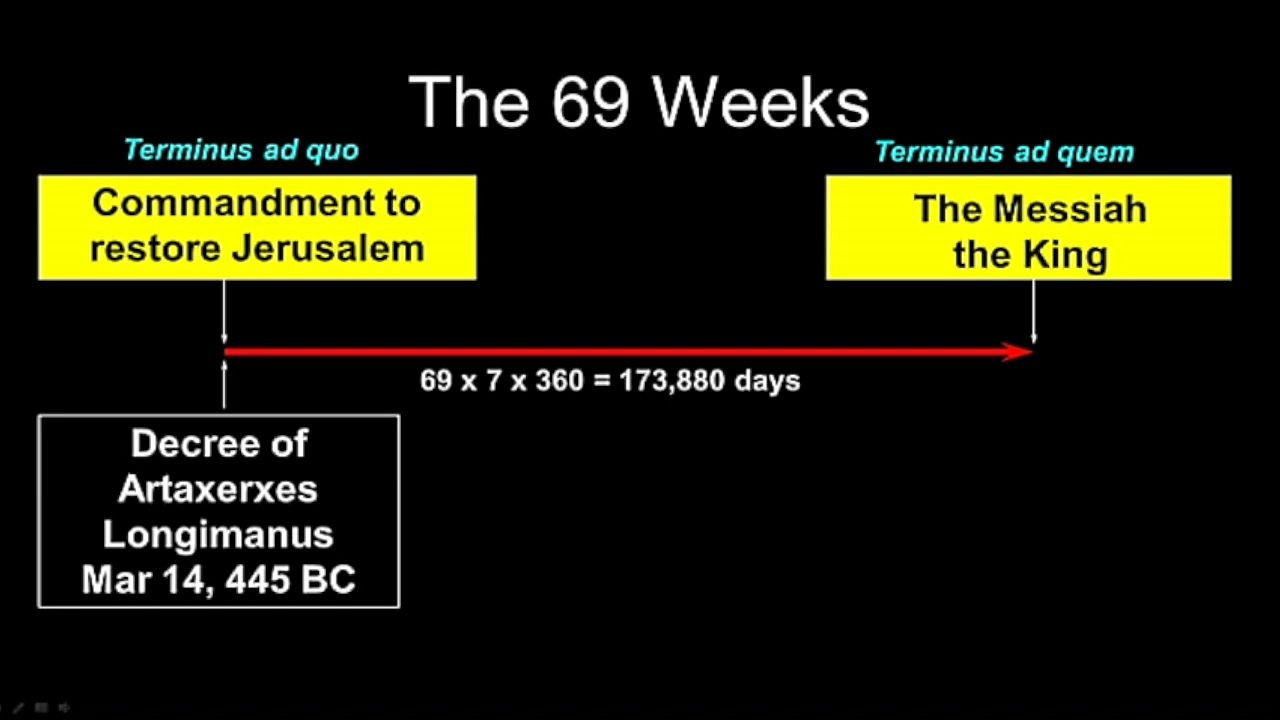 The 69 Weeks
Terminus ad quo
Terminus ad quem
Commandment to
restore Jerusalem
The Messiah
the King
69 x 7 x 360 = 173,880 days
Decree of
Artaxerxes
Longimanus
Mar 14, 445 BC